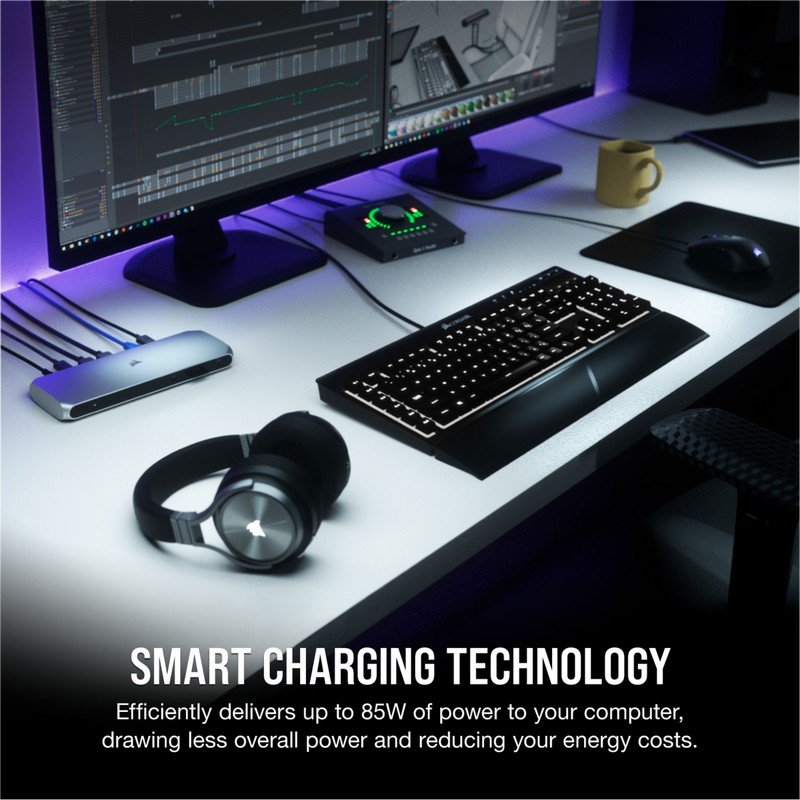 SMART CHARGING TECHNOLOGY
Efficiently delivers up to 85W of power to your computer,
drawing less overall power and reducing your energy costs.